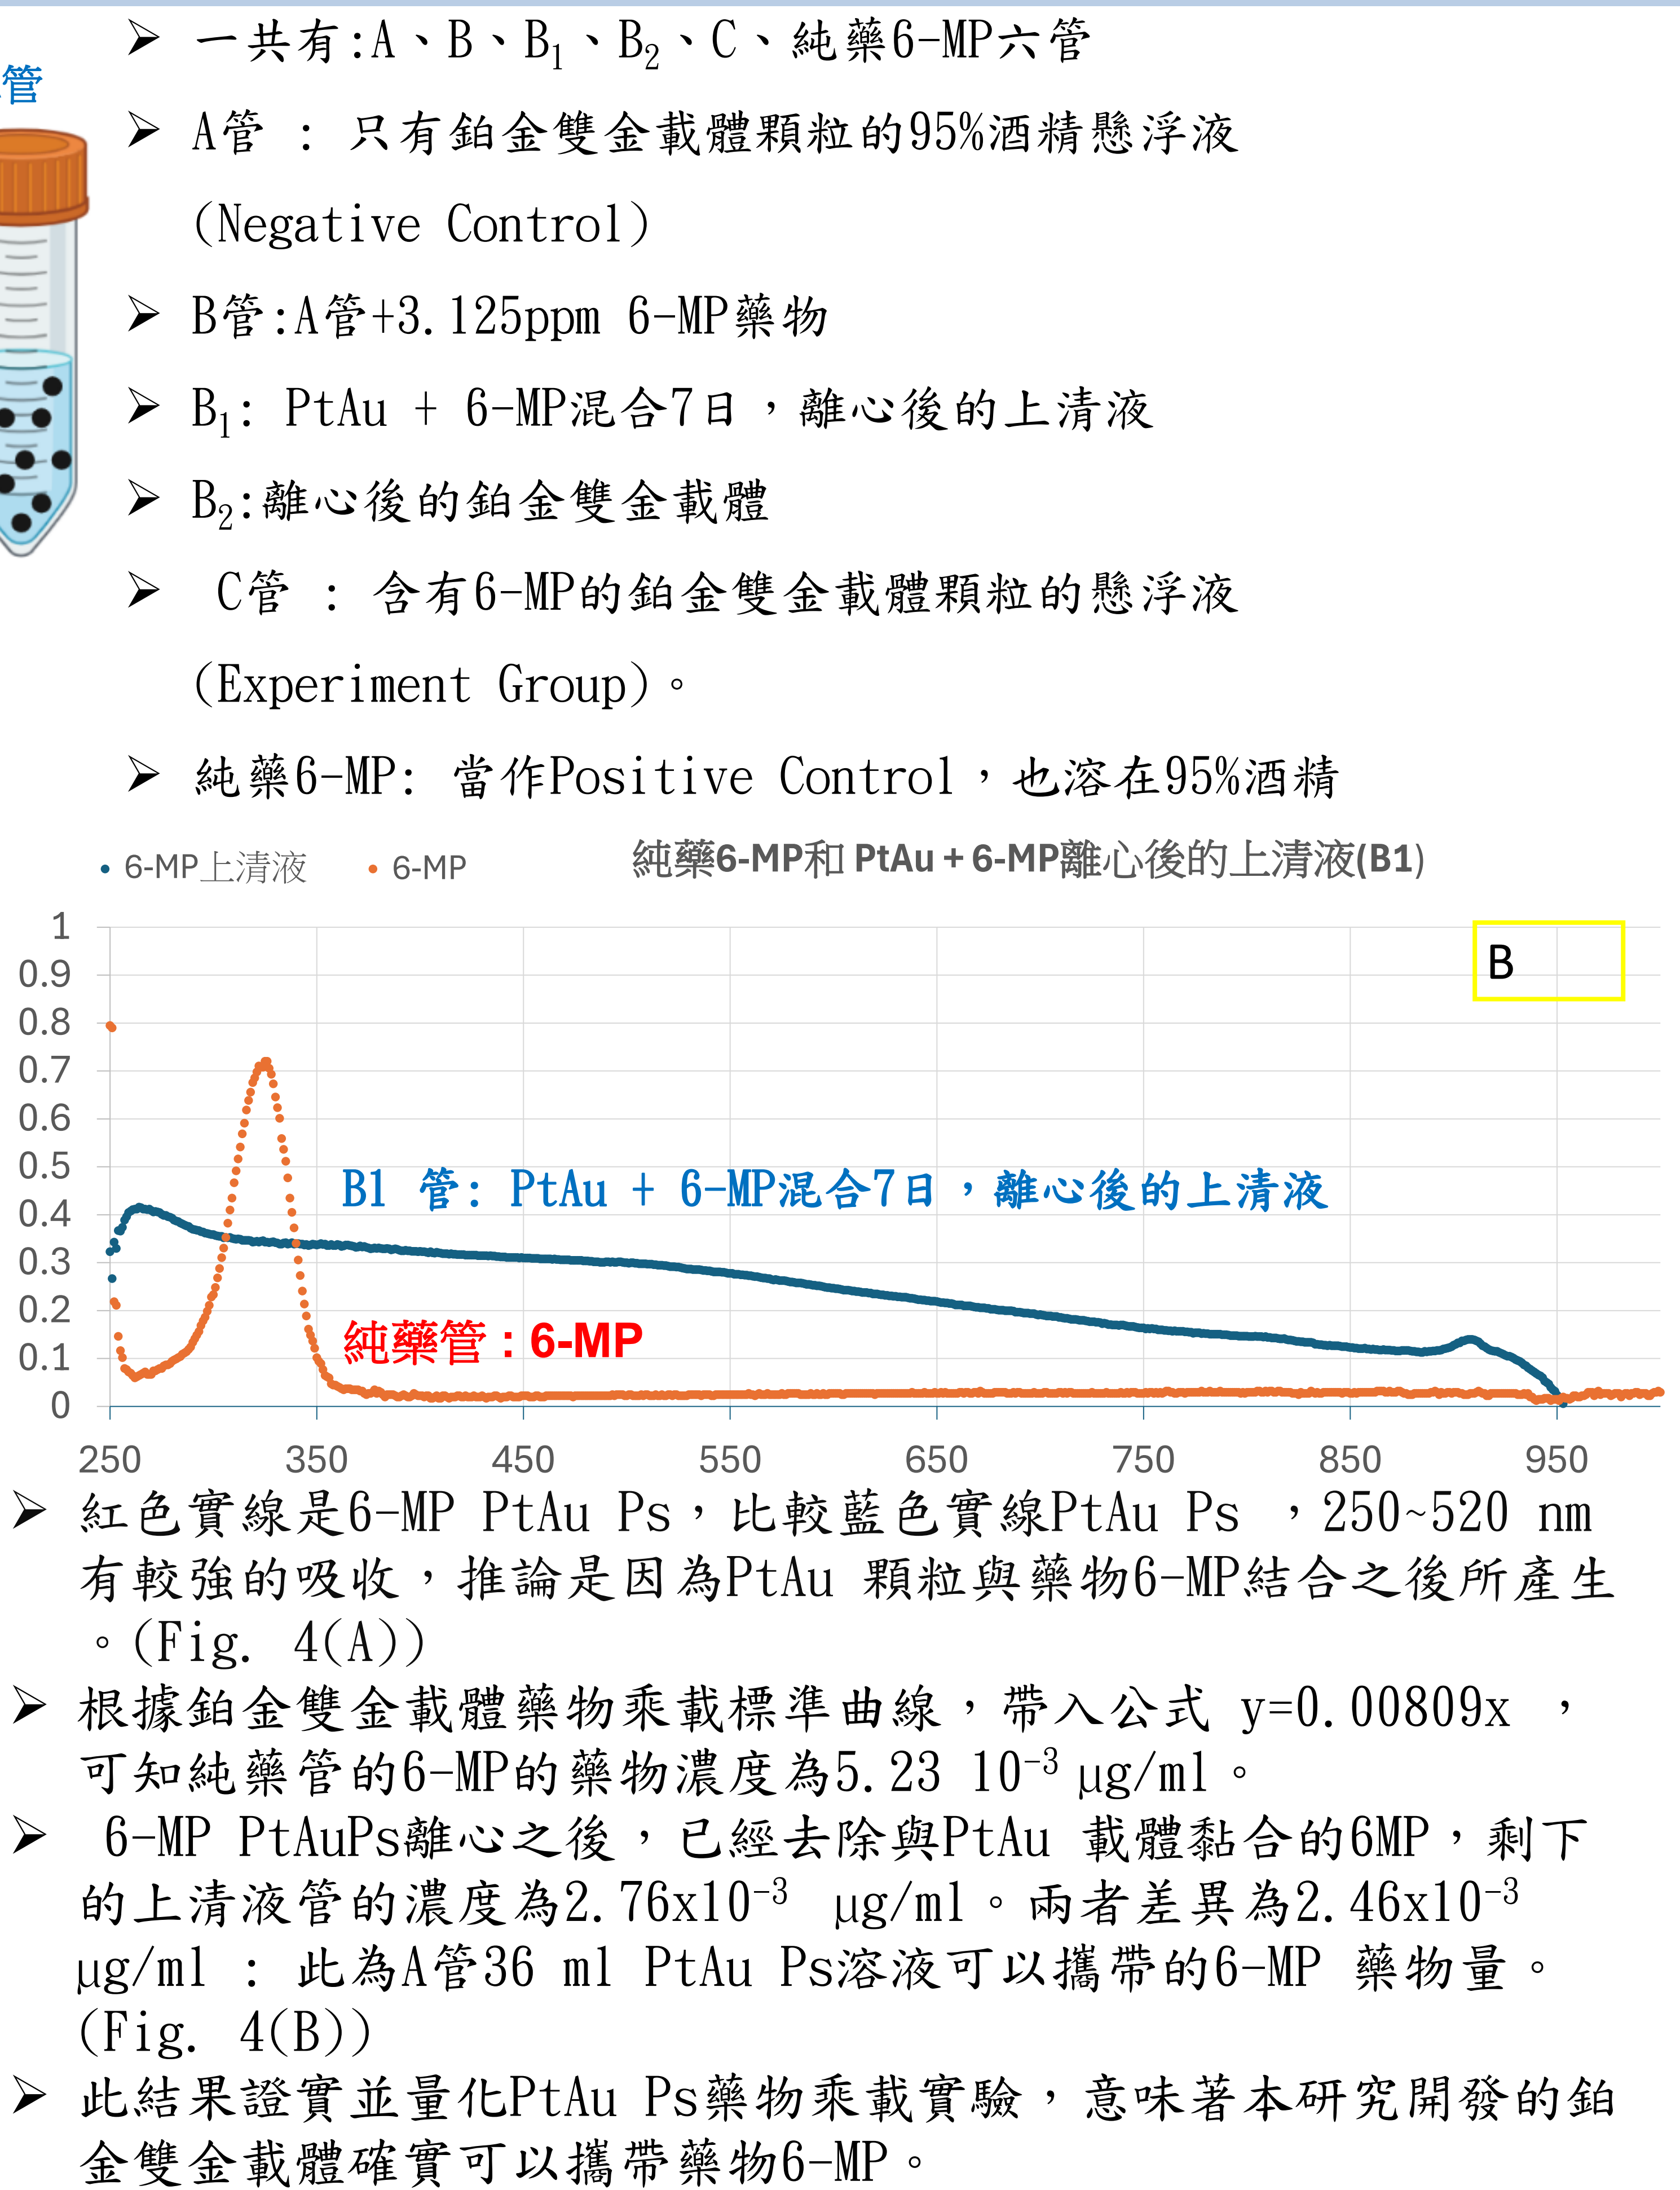 ➢ 一共有:A、B、B₁、B₂、C、純藥6-MP六管
管
➢ A管 : 只有鉑金雙金載體顆粒的95%酒精懸浮液
(Negative Control)
➢ B管:A管+3.125ppm 6-MP藥物
➢ B₁: PtAu + 6-MP混合7日，離心後的上清液
➢ B₂:離心後的鉑金雙金載體
➢ C管 : 含有6-MP的鉑金雙金載體顆粒的懸浮液
(Experiment Group)。
➢ 純藥6-MP: 當作Positive Control，也溶在95%酒精
6-MP上清液 6-MP 純藥6-MP和 PtAu + 6-MP離心後的上清液(B1)
1
B
0.9
0.8
0.7
0.6
0.5
B1 管: PtAu + 6-MP混合7日，離心後的上清液
0.4
0.3
0.2
純藥管：6-MP
0.1
0
250 350 450 550 650 750 850 950
➢ 紅色實線是6-MP PtAu Ps，比較藍色實線PtAu Ps ，250~520 nm
有較強的吸收，推論是因為PtAu 顆粒與藥物6-MP結合之後所產生
。(Fig. 4(A))
➢ 根據鉑金雙金載體藥物乘載標準曲線，帶入公式 y=0.00809x ，
可知純藥管的6-MP的藥物濃度為5.23 10⁻³ μg/ml。
➢ 6-MP PtAuPs離心之後，已經去除與PtAu 載體黏合的6MP，剩下
的上清液管的濃度為2.76x10⁻³ μg/ml。兩者差異為2.46x10⁻³
μg/ml : 此為A管36 ml PtAu Ps溶液可以攜帶的6-MP 藥物量。
(Fig. 4(B))
➢ 此結果證實並量化PtAu Ps藥物乘載實驗，意味著本研究開發的鉑
金雙金載體確實可以攜帶藥物6-MP。